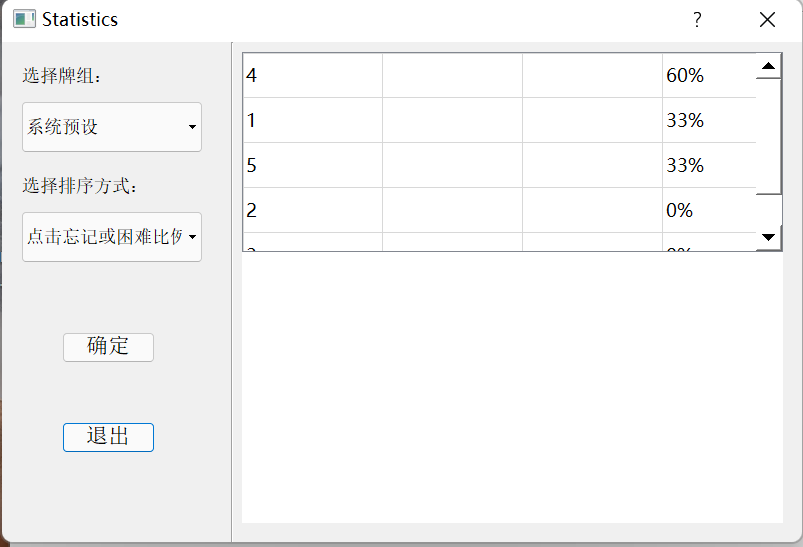 Statistics
?
选择牌组：
系统预设
选择排序方式：
点击忘记或困难比例
确定
退出
4 60%
1 33%
5 33%
2 0%